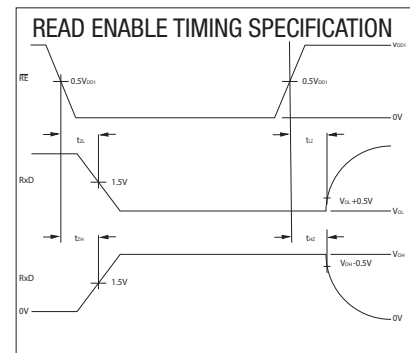 READ ENABLE TIMING SPECIFICATION
VDD1
RE
0.5VDD1
0.5VDD1
0V
tZL
tLZ
RxD
1.5V
VOL+0.5V
VOL
tZH
tHZ
VOH
VOH-0.5V
RxD
1.5V
0V
0V